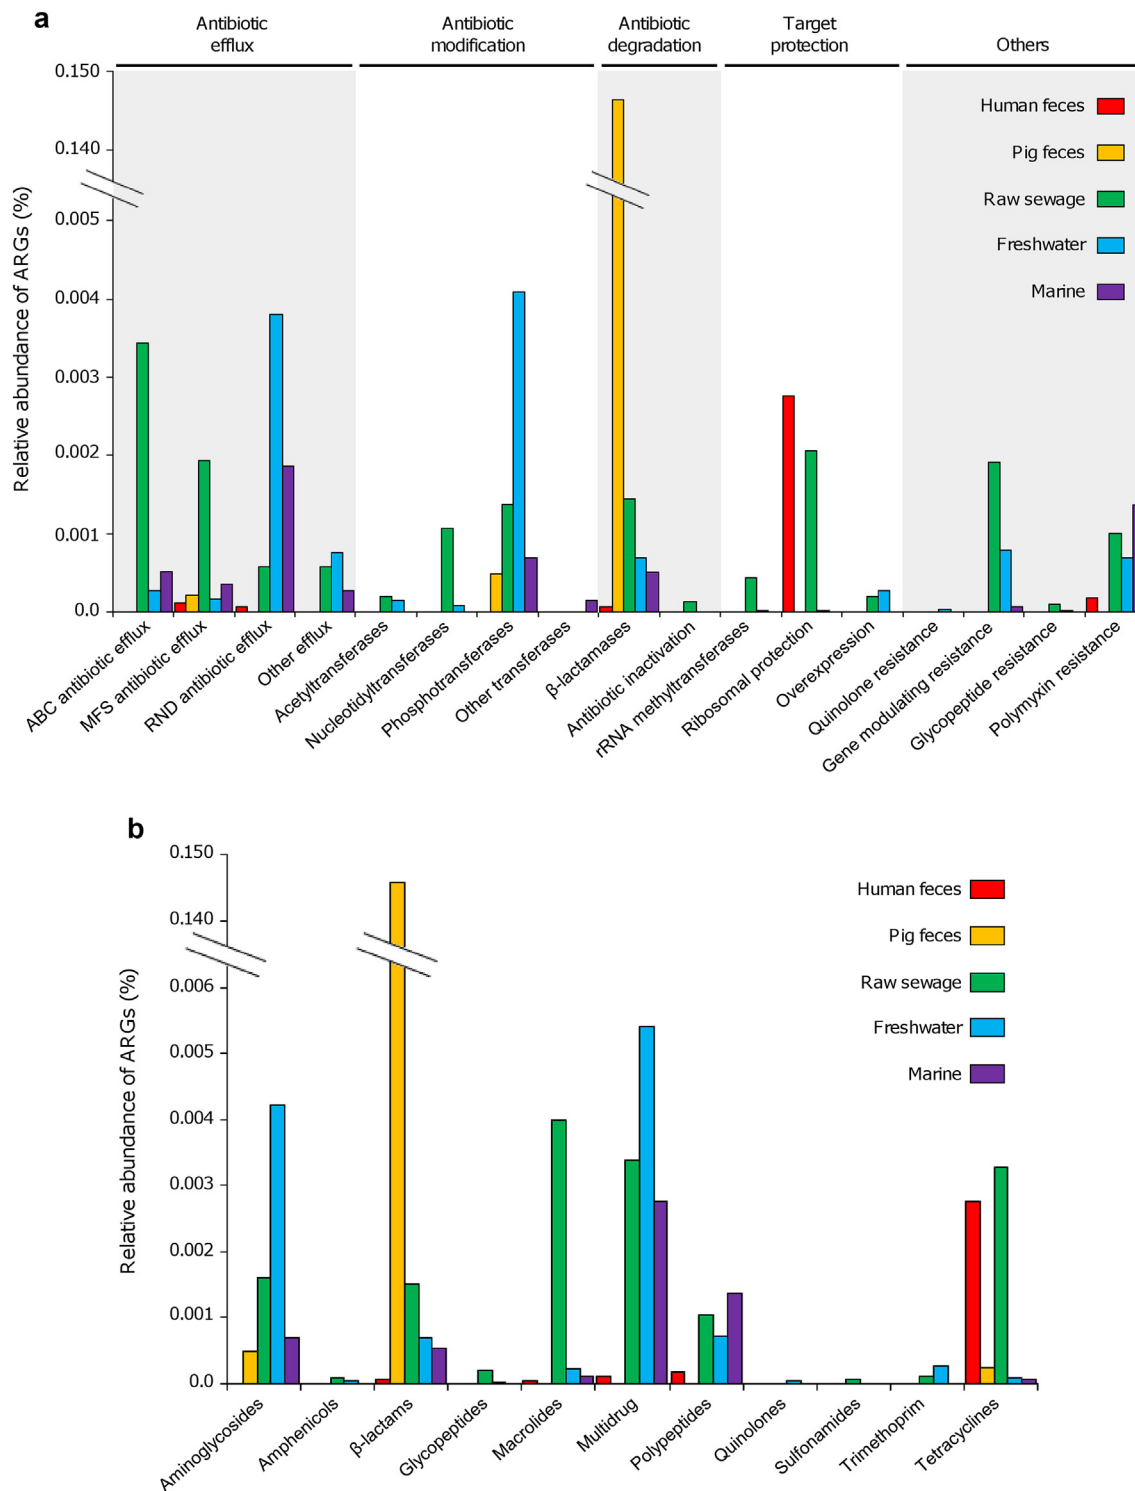 a
Antibiotic
efflux
Antibiotic
modification
Antibiotic
degradation
Target
protection
Others
Relative abundance of ARGs (%)
0.150
0.140
0.005
0.004
0.003
0.002
0.001
0.0
Human feces
Pig feces
Raw sewage
Freshwater
Marine
ABC antibiotic efflux
MFS antibiotic efflux
RND antibiotic efflux
Other efflux
Acetyltransferases
Nucleotidyltransferases
Phosphotransferases
Other transferases
β-lactamases
Antibiotic inactivation
rRNA methyltransferases
Ribosomal protection
Overexpression
Quinolone resistance
Gene modulating resistance
Glycopeptide resistance
Polymyxin resistance
b
Relative abundance of ARGs (%)
0.150
0.140
0.006
0.005
0.004
0.003
0.002
0.001
0.0
Human feces
Pig feces
Raw sewage
Freshwater
Marine
Aminoglycosides
Amphenicols
β-lactams
Glycopeptides
Macrolides
Multidrug
Polypeptides
Quinolones
Sulfonamides
Trimethoprim
Tetracyclines